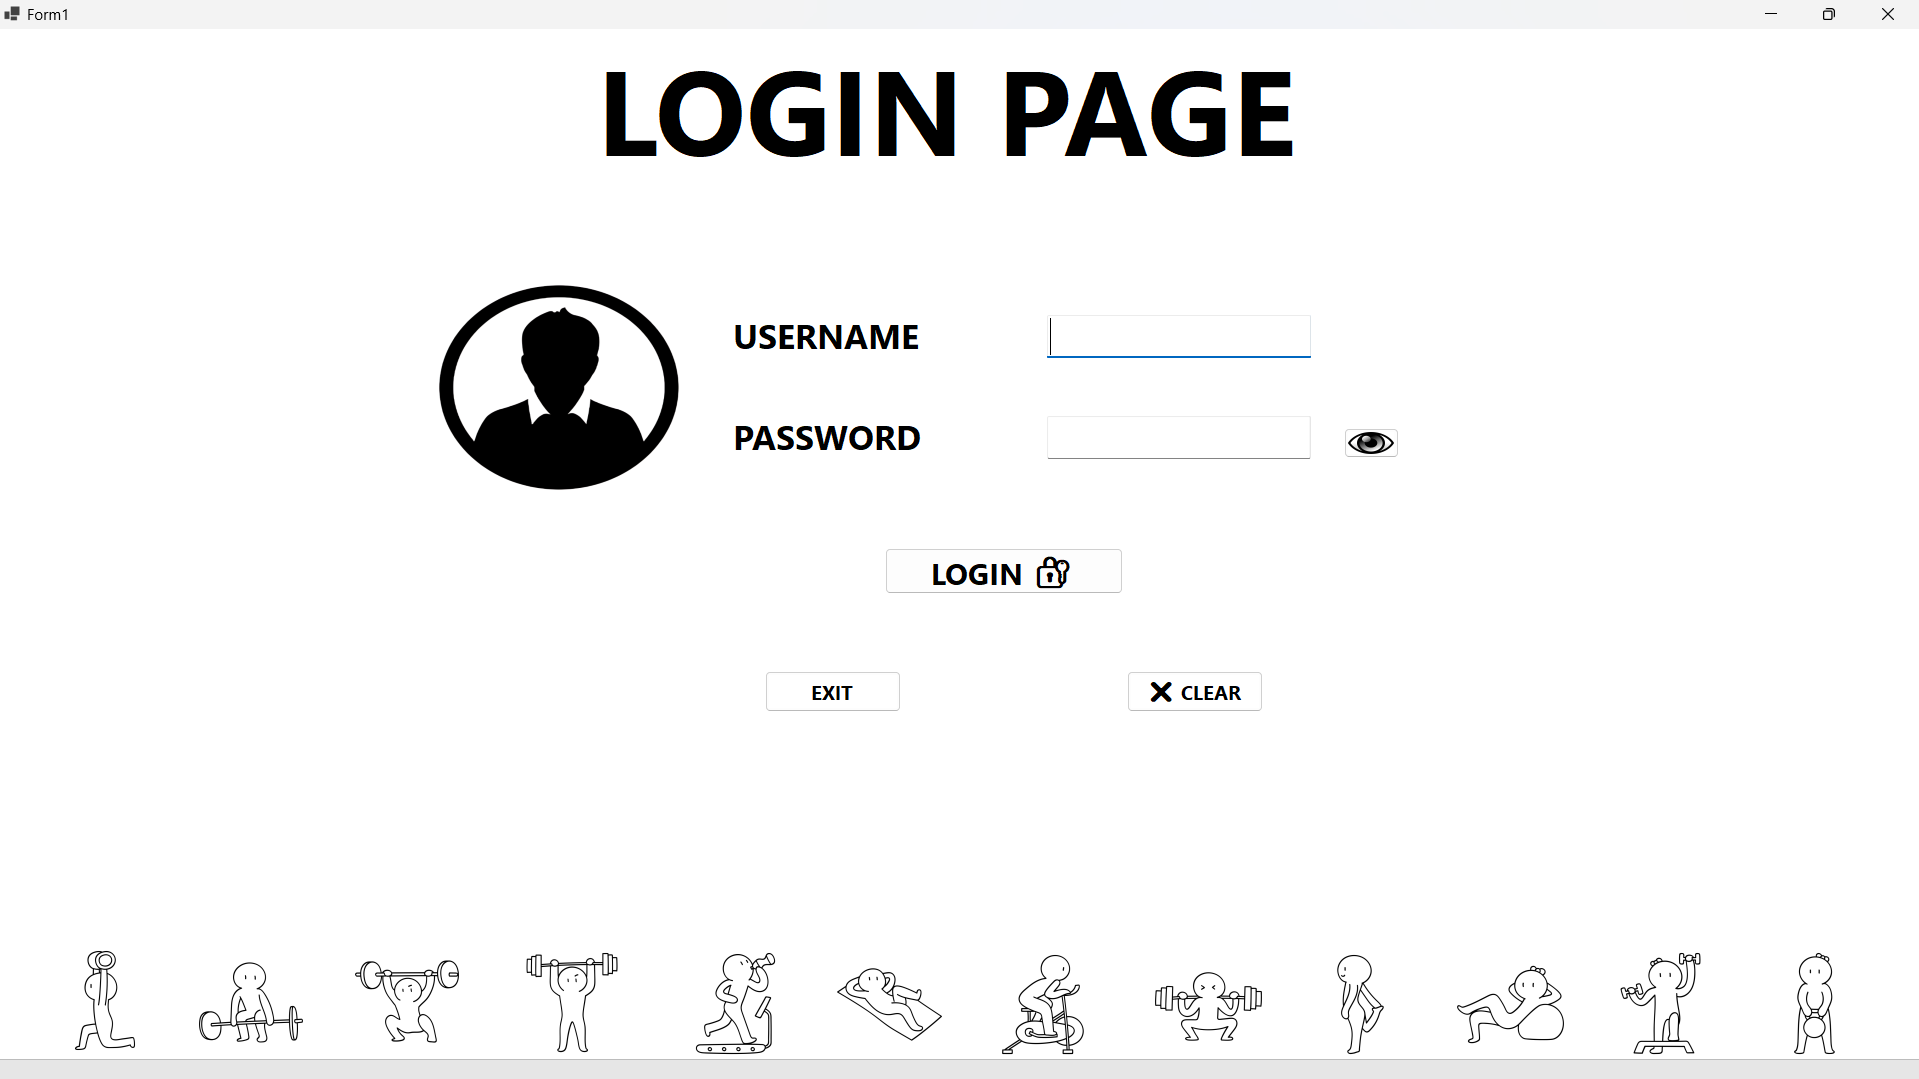 Form1
LOGIN PAGE
USERNAME
PASSWORD
LOGIN
EXIT
CLEAR